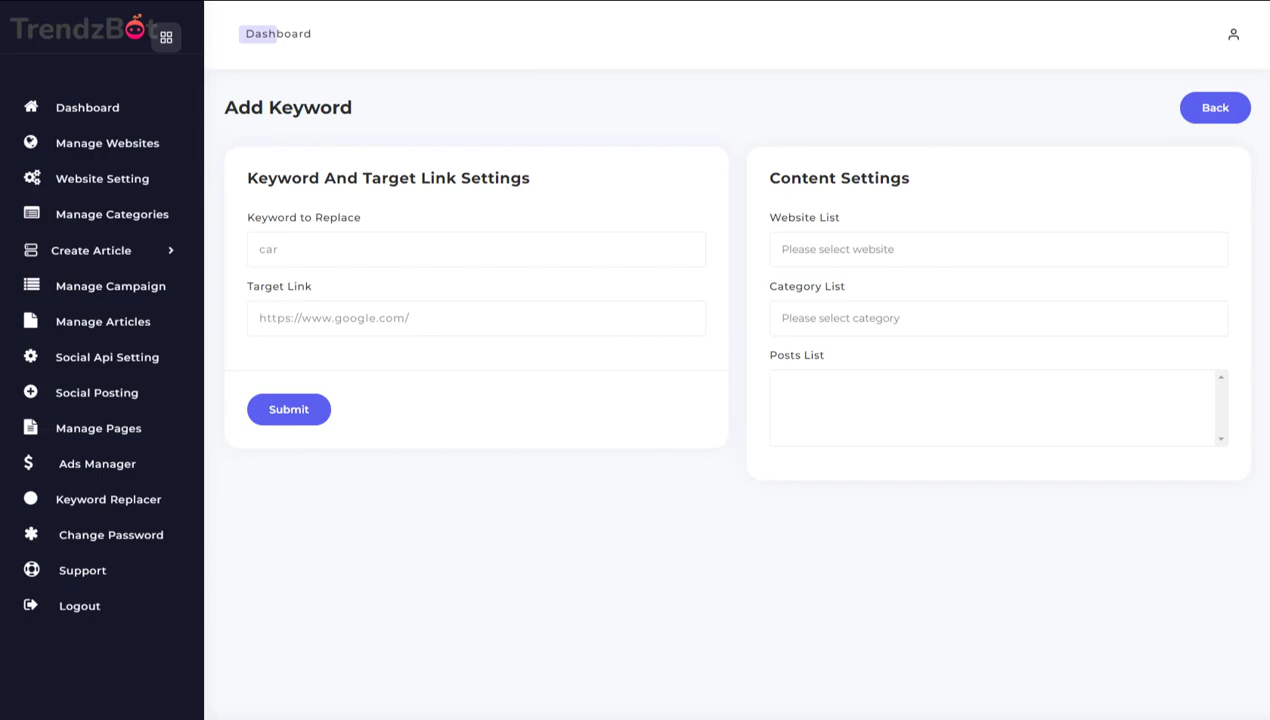 TrendzBot
Dashboard
Dashboard
Manage Websites
Website Setting
Manage Categories
Create Article
Manage Campaign
Manage Articles
Social Api Setting
Social Posting
Manage Pages
Ads Manager
Keyword Replacer
Change Password
Support
Logout
Add Keyword
Back
Keyword And Target Link Settings
Keyword to Replace
car
Target Link
https://www.google.com/
Submit
Content Settings
Website List
Please select website
Category List
Please select category
Posts List